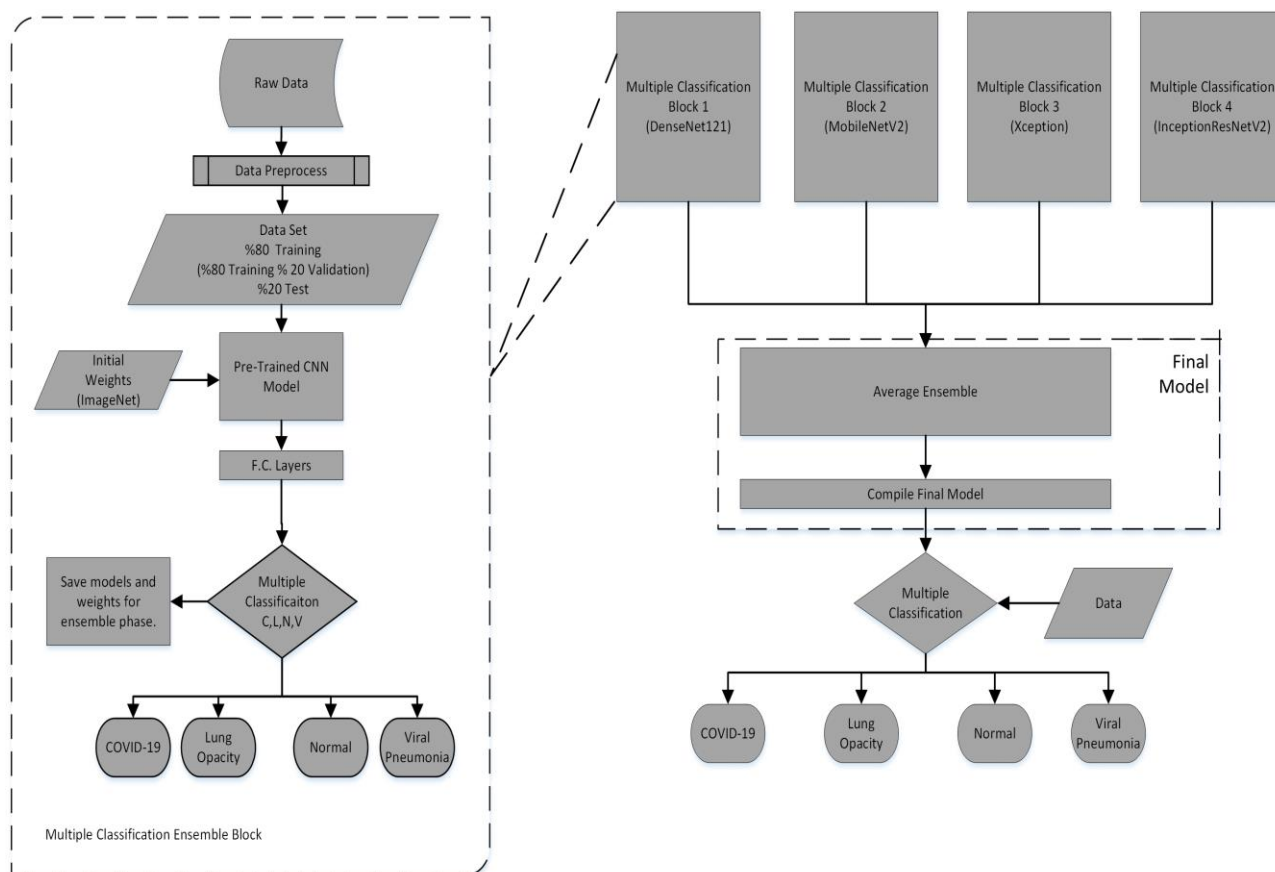 Raw Data
Data Preprocess
Data Set
%80 Training
(%80 Training % 20 Validation)
%20 Test
Initial
Weights
(ImageNet)
Pre-Trained CNN
Model
F.C. Layers
Save models and
weights for
ensemble phase.
Multiple
Classificaiton
C,L,N,V
COVID-19
Lung
Opacity
Normal
Viral
Pneumonia
Multiple Classification Ensemble Block
Multiple Classification
Block 1
(DenseNet121)
Multiple Classification
Block 2
(MobileNetV2)
Multiple Classification
Block 3
(Xception)
Multiple Classification
Block 4
(InceptionResNetV2)
Final
Model
Average Ensemble
Compile Final Model
Multiple
Classification
Data
COVID-19
Lung
Opacity
Normal
Viral
Pneumonia